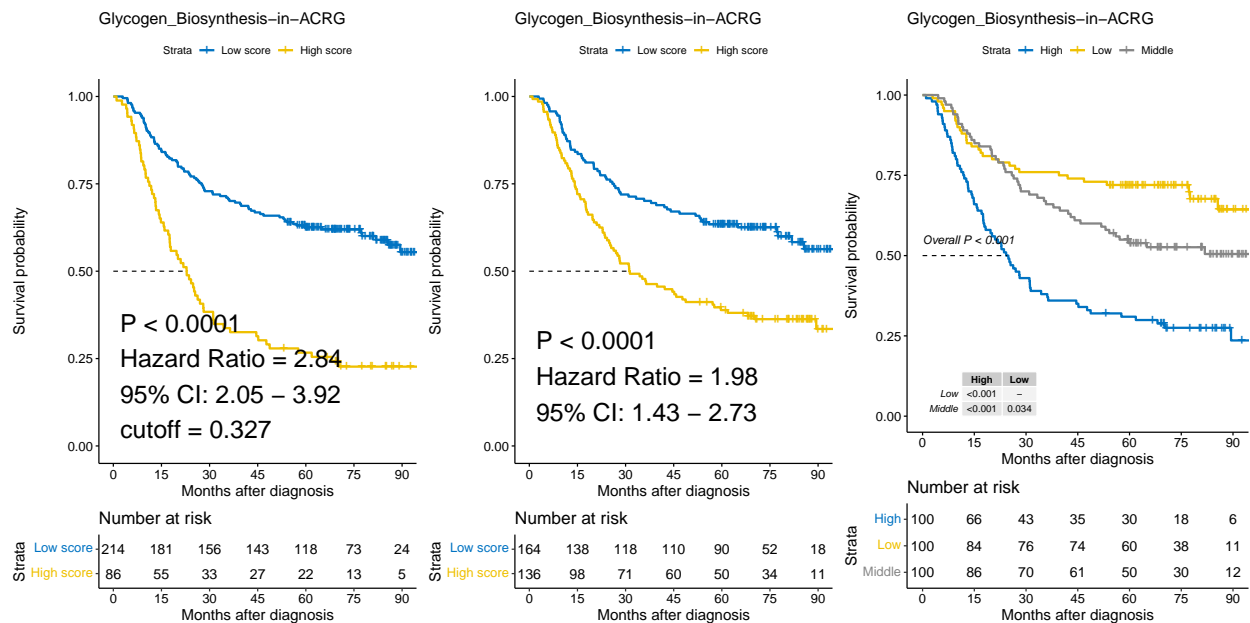 Glycogen_Biosynthesis−in−ACRG
Strata Low score High score
Survival probability
1.00
0.75
0.50
0.25
0.00
P < 0.0001
Hazard Ratio = 2.84
95% CI: 2.05 − 3.92
cutoff = 0.327
0 15 30 45 60 75 90
Months after diagnosis
Number at risk
Strata
Low score 214 181 156 143 118 73 24
High score 86 55 33 27 22 13 5
0 15 30 45 60 75 90
Months after diagnosis
Glycogen_Biosynthesis−in−ACRG
Strata Low score High score
Survival probability
1.00
0.75
0.50
0.25
0.00
P < 0.0001
Hazard Ratio = 1.98
95% CI: 1.43 − 2.73
0 15 30 45 60 75 90
Months after diagnosis
Number at risk
Strata
Low score 164 138 118 110 90 52 18
High score 136 98 71 60 50 34 11
0 15 30 45 60 75 90
Months after diagnosis
Glycogen_Biosynthesis−in−ACRG
Strata High Low Middle
Survival probability
1.00
0.75
0.50
0.25
0.00
Overall P < 0.001
High Low
Low <0.001 −
Middle <0.001 0.034
0 15 30 45 60 75 90
Months after diagnosis
Number at risk
Strata
High 100 66 43 35 30 18 6
Low 100 84 76 74 60 38 11
Middle 100 86 70 61 50 30 12
0 15 30 45 60 75 90
Months after diagnosis